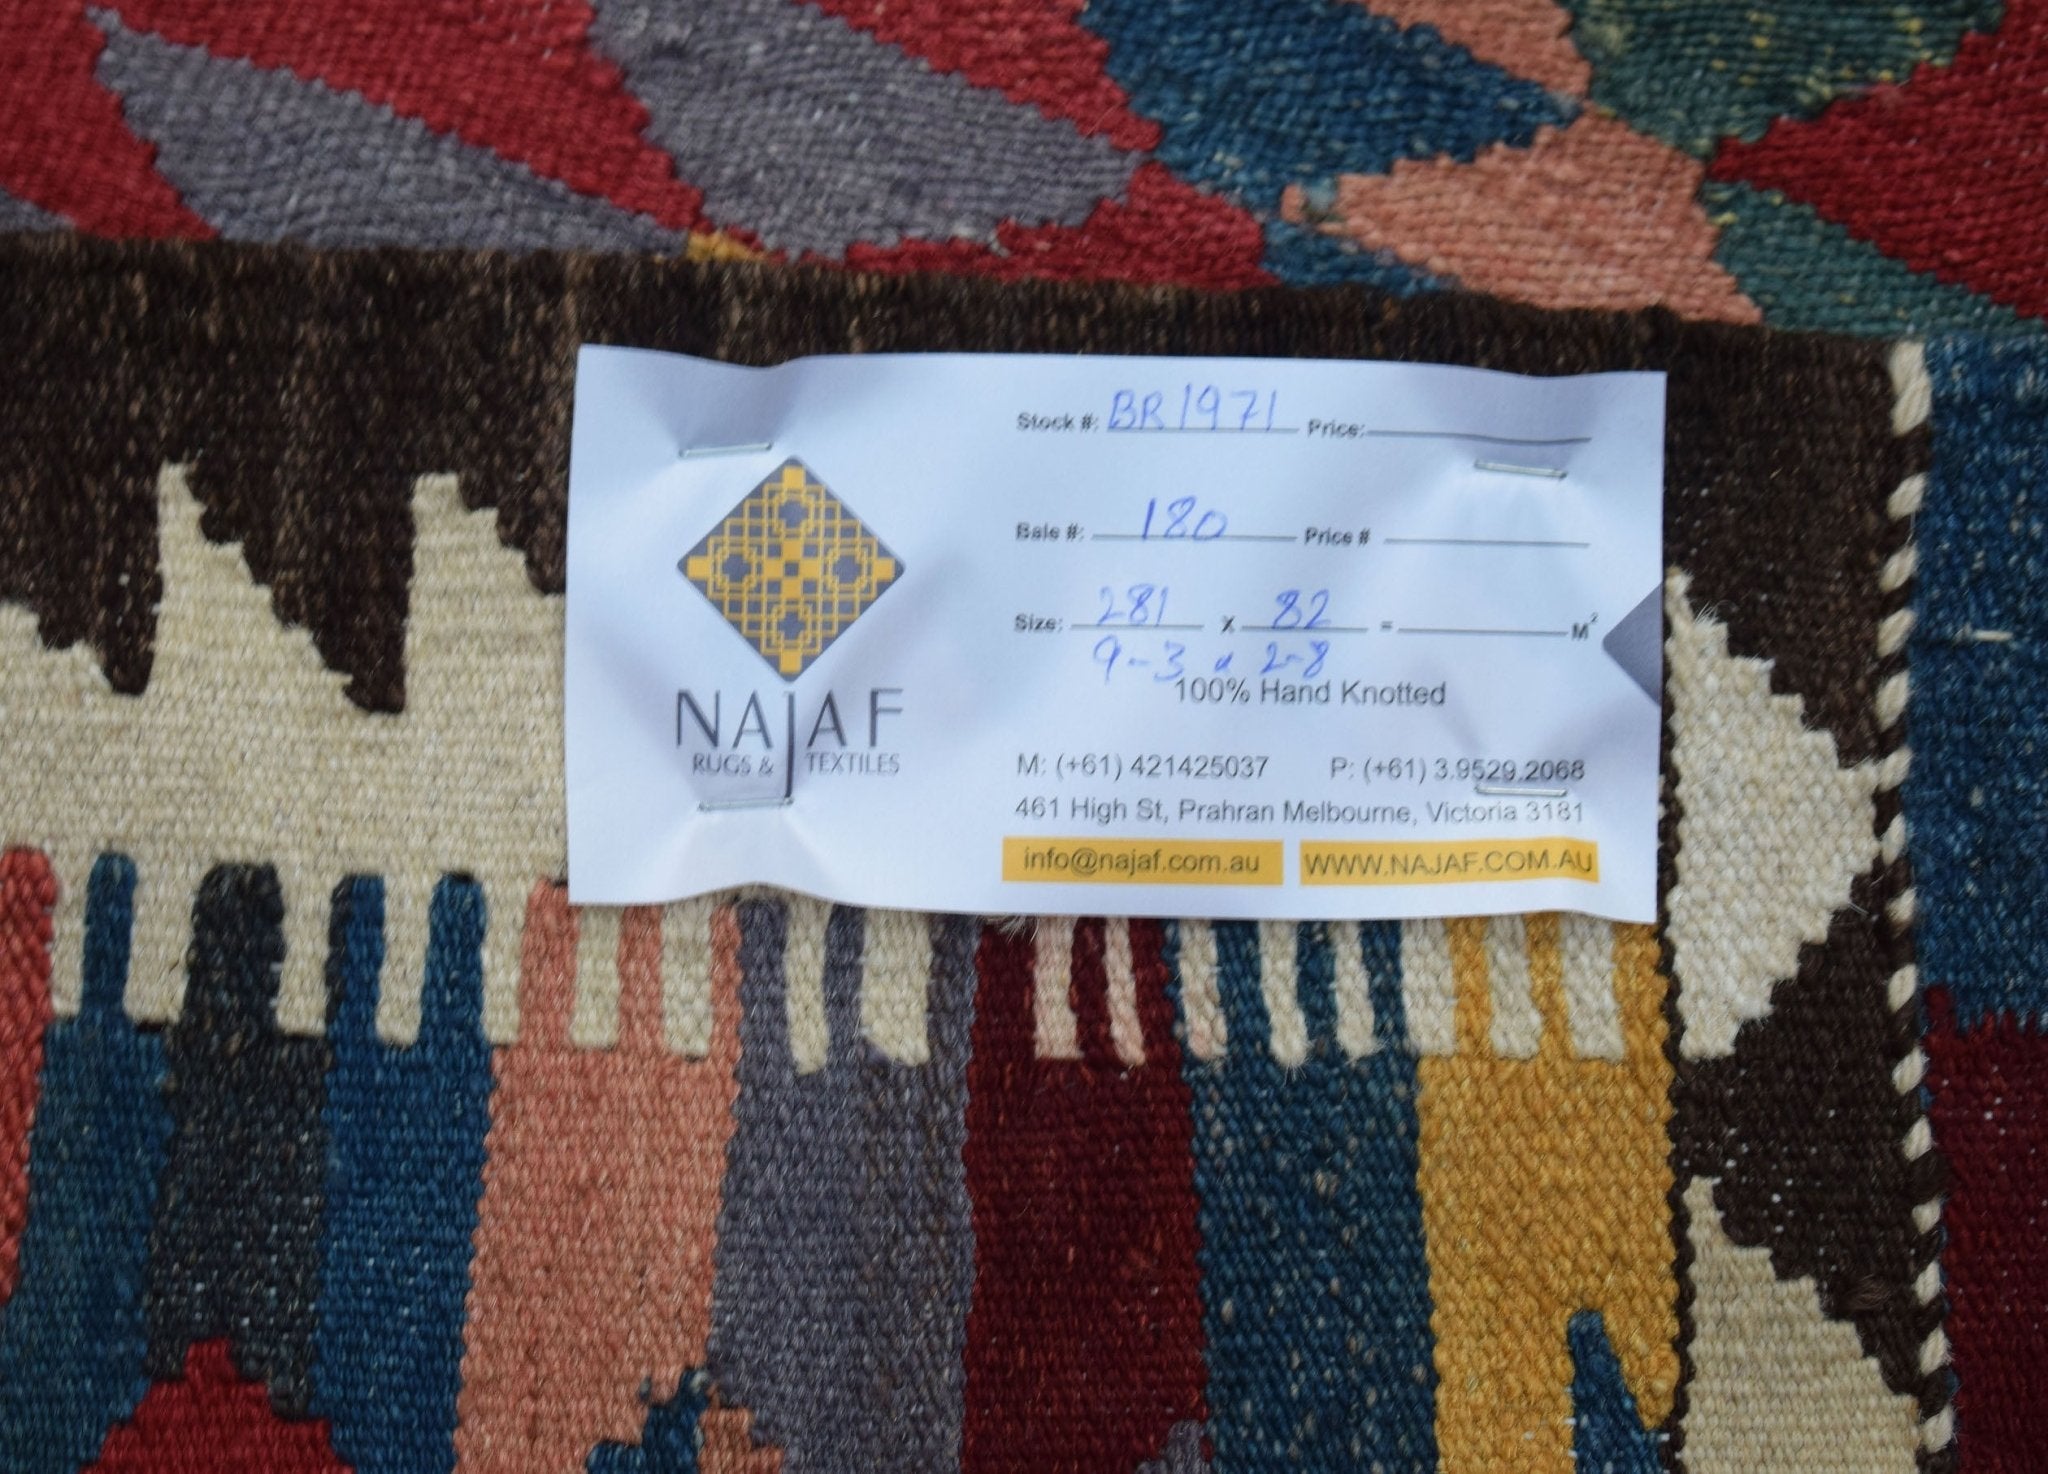 Stock #: BR1971 Price:
Bale #: 180 Price #
Size: 281 X 82 = M²
9-3 x 2-8
100% Hand Knotted
NAJAF
RUGS & TEXTILES
M: (+61) 421425037 P: (+61) 3.9529.2068
461 High St, Prahran Melbourne, Victoria 3181
info@najaf.com.au WWW.NAJAF.COM.AU